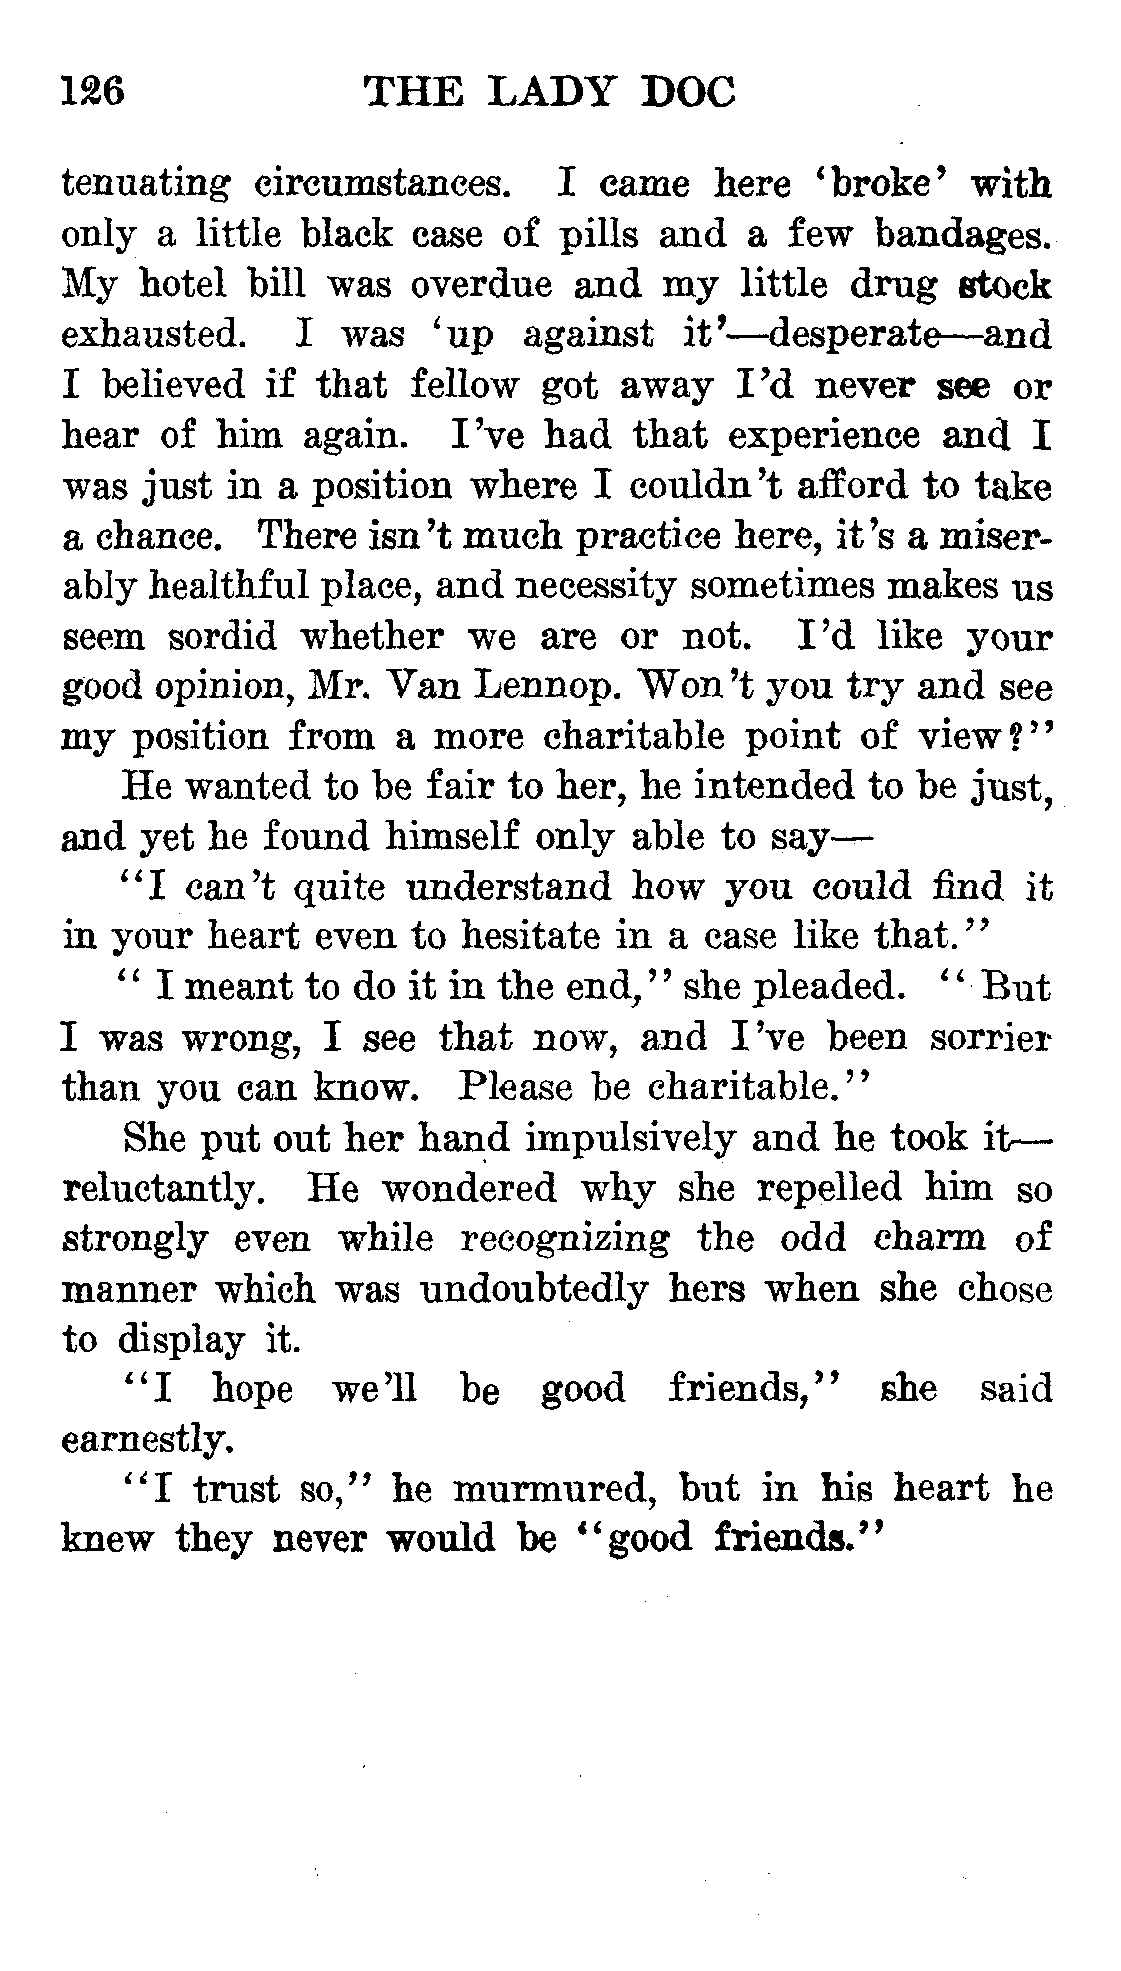 126 THE LADY DOC
tenuating circumstances. I came here 'broke' with
only a little black case of pills and a few bandages.
My hotel bill was overdue and my little drug stock
exhausted. I was 'up against it'—desperate—and
I believed if that fellow got away I'd never see or
hear of him again. I've had that experience and I
was just in a position where I couldn't afford to take
a chance. There isn't much practice here, it's a miser-
ably healthful place, and necessity sometimes makes us
seem sordid whether we are or not. I'd like your
good opinion, Mr. Van Lennop. Won't you try and see
my position from a more charitable point of view?"
He wanted to be fair to her, he intended to be just,
and yet he found himself only able to say—
"I can't quite understand how you could find it
in your heart even to hesitate in a case like that."
"I meant to do it in the end," she pleaded. "But
I was wrong, I see that now, and I've been sorrier
than you can know. Please be charitable."
She put out her hand impulsively and he took it—
reluctantly. He wondered why she repelled him so
strongly even while recognizing the odd charm of
manner which was undoubtedly hers when she chose
to display it.
"I hope we'll be good friends," she said
earnestly.
"I trust so," he murmured, but in his heart he
knew they never would be "good friends."